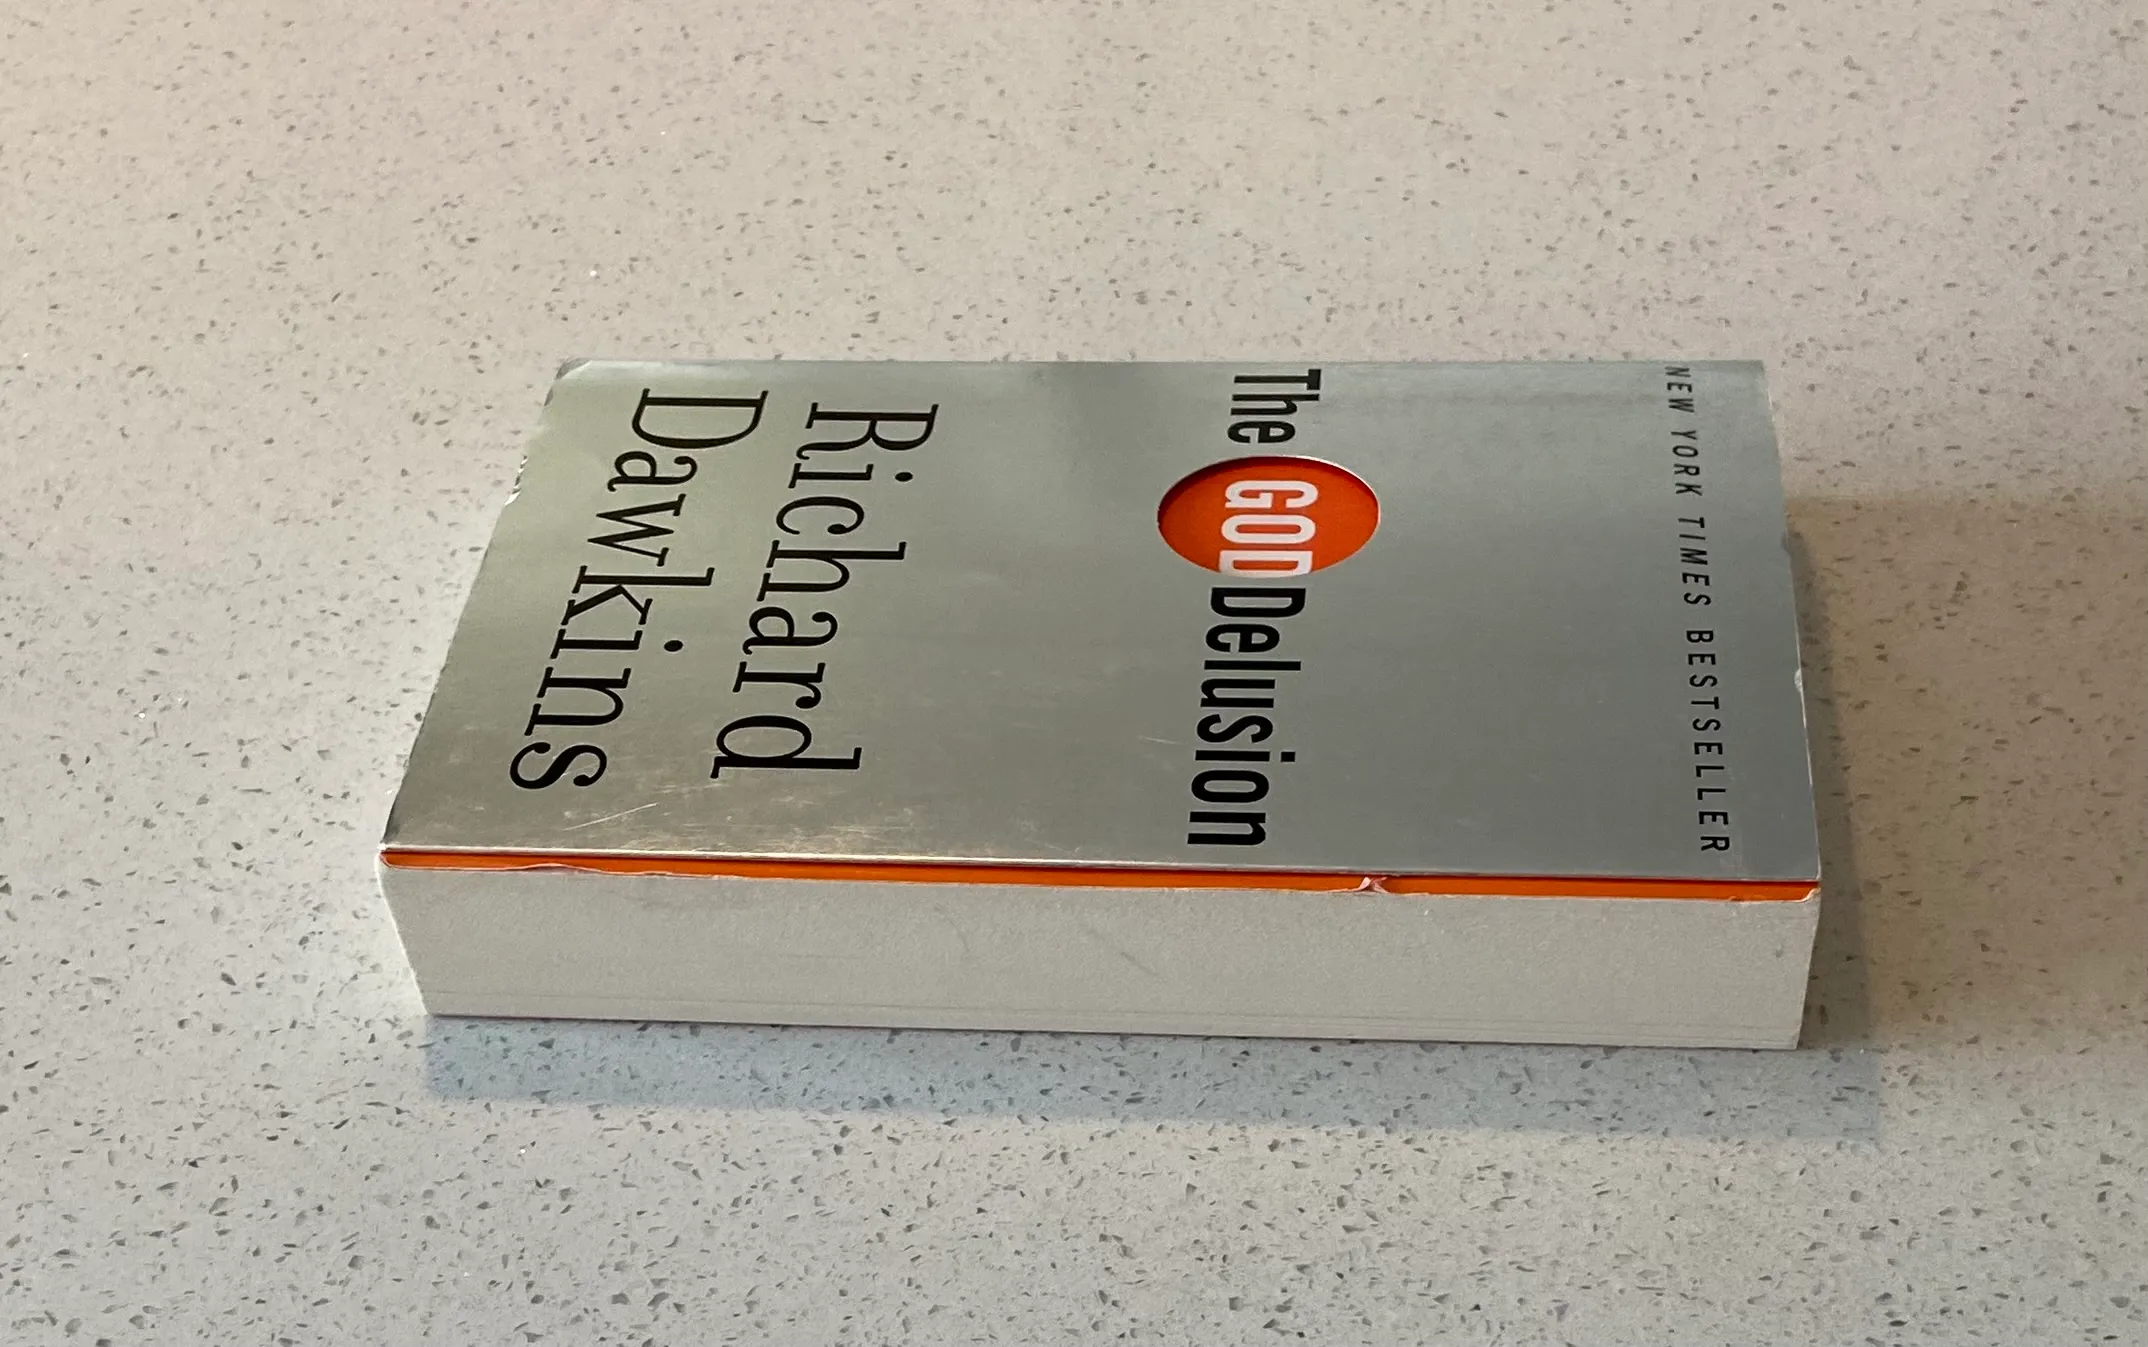 NEW YORK TIMES BESTSELLER
The GOD Delusion
Richard
Dawkins